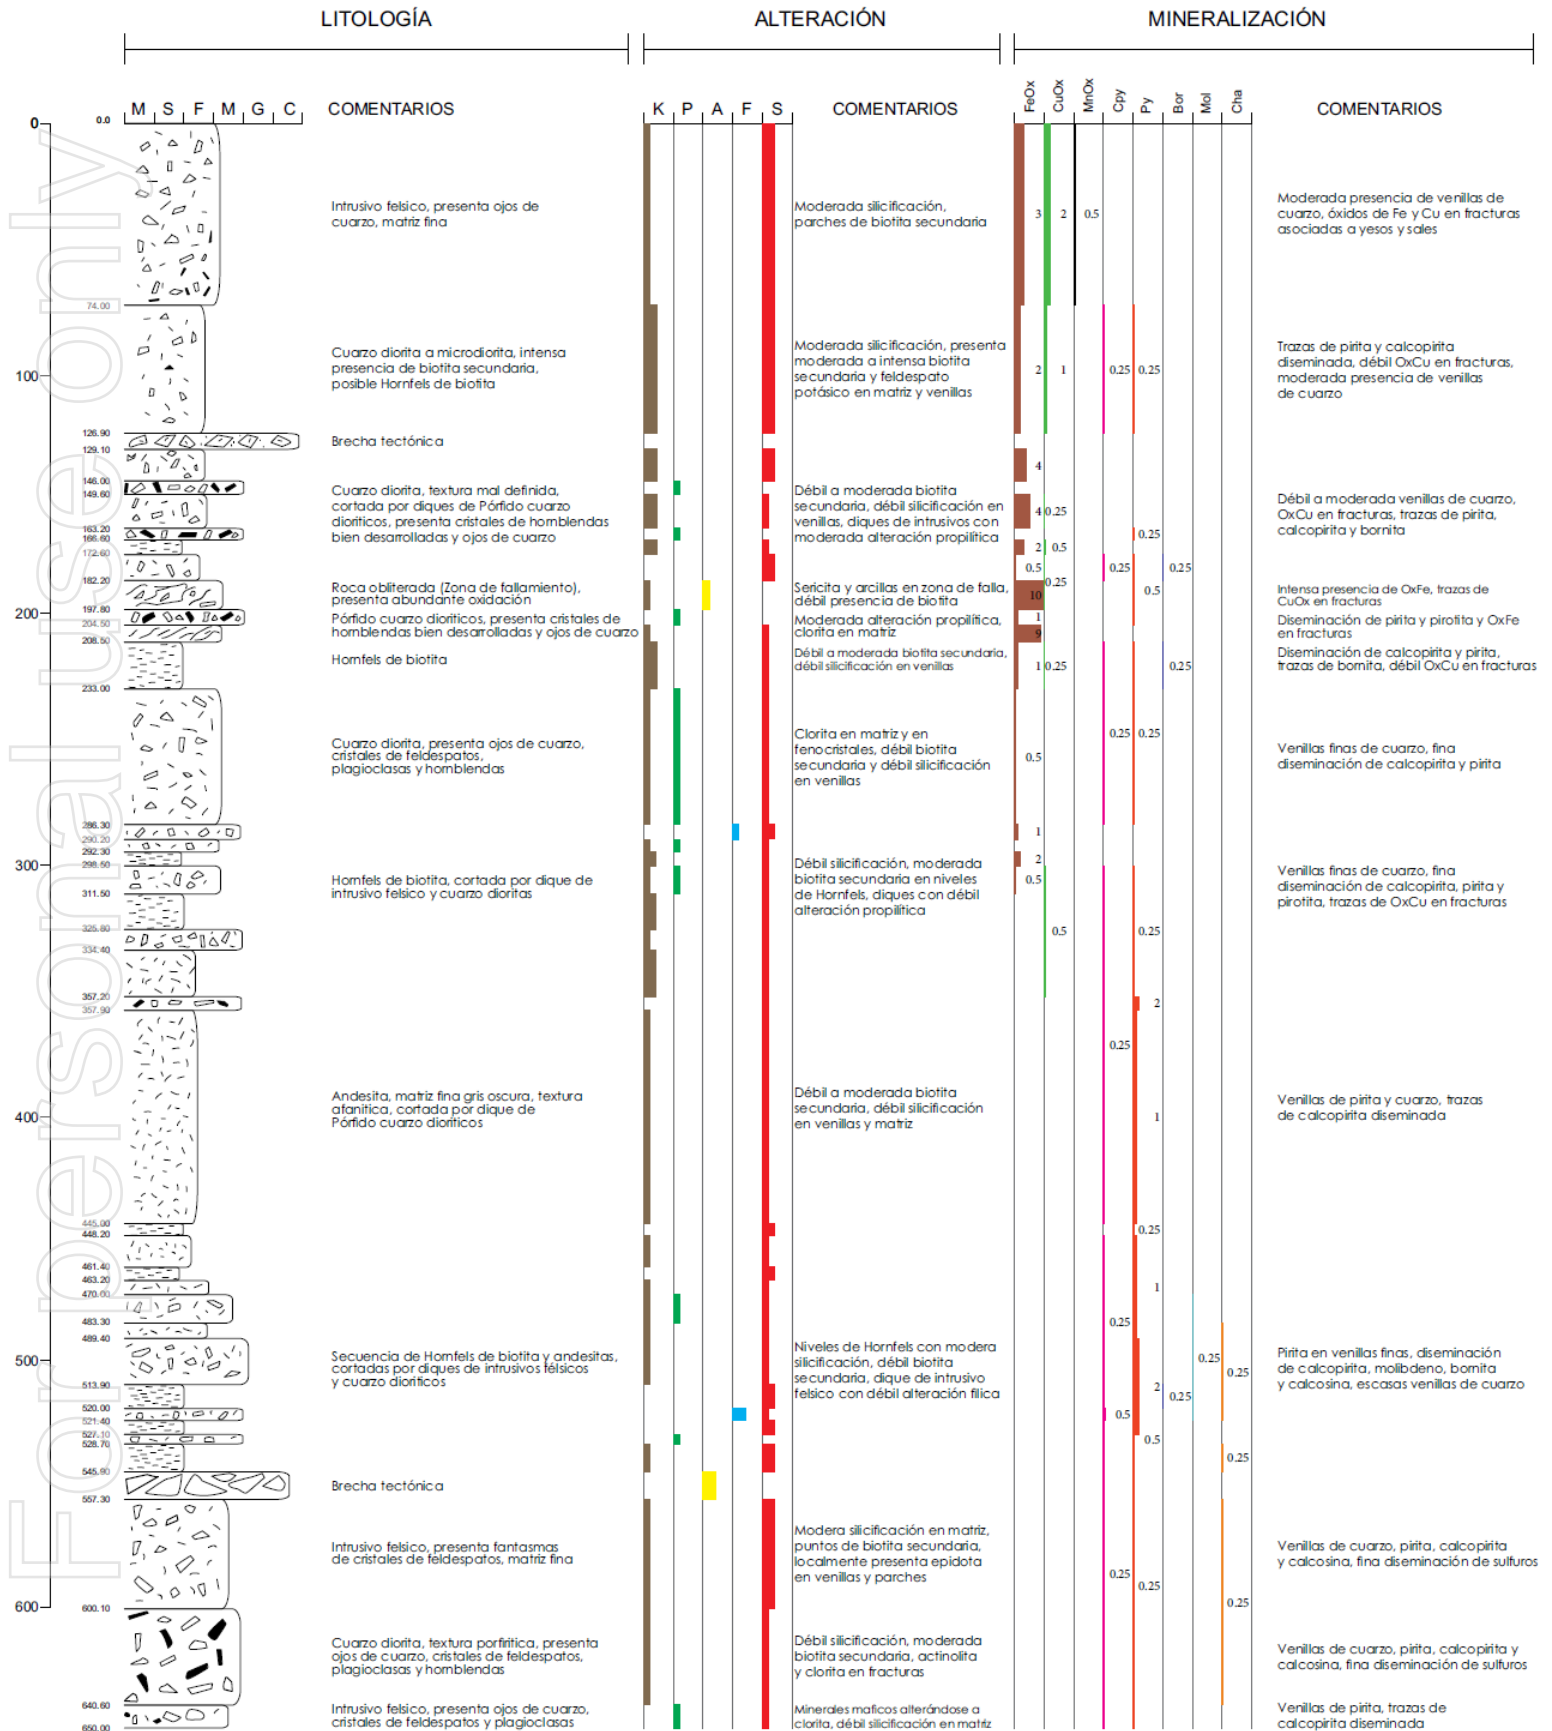 LITOLOGÍA
ALTERACIÓN
MINERALIZACIÓN
M S F M G C
COMENTARIOS
K P A F S
COMENTARIOS
FeOx
CuOx
MnOx
Cpy
Py
Bor
Mol
Cha
COMENTARIOS
For personal use only
0
100
200
300
400
500
600
0.0
74.00
126.90
129.10
146.00
149.60
163.20
166.60
172.60
182.20
197.80
204.50
208.50
233.00
286.30
290.20
292.30
298.50
311.50
325.80
334.40
357.20
357.90
445.00
448.20
461.40
463.20
470.00
483.30
489.40
513.90
520.00
521.40
527.10
528.70
545.90
557.30
600.10
640.60
650.00
Intrusivo felsico, presenta ojos de
cuarzo, matriz fina
Cuarzo diorita a microdiorita, intensa
presencia de biotita secundaria,
posible Hornfels de biotita
Brecha tectónica
Cuarzo diorita, textura mal definida,
cortada por diques de Pórfido cuarzo
dioriticos, presenta cristales de hornblendas
bien desarrolladas y ojos de cuarzo
Roca obliterada (Zona de fallamiento),
presenta abundante oxidación
Pórfido cuarzo dioriticos, presenta cristales de
hornblendas bien desarrolladas y ojos de cuarzo
Hornfels de biotita
Cuarzo diorita, presenta ojos de cuarzo,
cristales de feldespatos,
plagioclasas y hornblendas
Hornfels de biotita, cortada por dique de
intrusivo felsico y cuarzo dioritas
Andesita, matriz fina gris oscura, textura
afanitica, cortada por dique de
Pórfido cuarzo dioriticos
Secuencia de Hornfels de biotita y andesitas,
cortadas por diques de intrusivos félsicos
y cuarzo dioriticos
Brecha tectónica
Intrusivo felsico, presenta fantasmas
de cristales de feldespatos, matriz fina
Cuarzo diorita, textura porfiritica, presenta
ojos de cuarzo, cristales de feldespatos,
plagioclasas y hornblendas
Intrusivo felsico, presenta ojos de cuarzo,
cristales de feldespatos y plagioclasas
Moderada silicificación,
parches de biotita secundaria
Moderada silicificación, presenta
moderada a intensa biotita
secundaria y feldespato
potásico en matriz y venillas
Débil a moderada biotita
secundaria, débil silicificación en
venillas, diques de intrusivos con
moderada alteración propilítica
Sericita y arcillas en zona de falla,
débil presencia de biotita
Moderada alteración propilítica,
clorita en matriz
Débil a moderada biotita secundaria,
débil silicificación en venillas
Clorita en matriz y en
fenocristales, débil biotita
secundaria y débil silicificación
en venillas
Débil silicificación, moderada
biotita secundaria en niveles
de Hornfels, diques con débil
alteración propilítica
Débil a moderada biotita
secundaria, débil silicificación
en venillas y matriz
Niveles de Hornfels con modera
silicificación, débil biotita
secundaria, dique de intrusivo
felsico con débil alteración filica
Modera silicificación en matriz,
puntos de biotita secundaria,
localmente presenta epidota
en venillas y parches
Débil silicificación, moderada
biotita secundaria, actinolita
y clorita en fracturas
Minerales maficos alterándose a
clorita, débil silicificación en matriz
3 2 0.5
2 1 0.25 0.25
4
4 0.25
0.25
2 0.5
0.5 0.25 0.25
0.25 0.5
10
1
9
1 0.25 0.25
0.25 0.25
0.5
1
2
0.5
0.5 0.25
2
0.25
1
0.25
1
0.25
0.25 0.25
2 0.25
0.5
0.5
0.25
0.25 0.25
0.25
Moderada presencia de venillas de
cuarzo, óxidos de Fe y Cu en fracturas
asociadas a yesos y sales
Trazas de pirita y calcopirita
diseminada, débil OxCu en fracturas,
moderada presencia de venillas
de cuarzo
Débil a moderada venillas de cuarzo,
OxCu en fracturas, trazas de pirita,
calcopirita y bornita
Intensa presencia de OxFe, trazas de
CuOx en fracturas
Diseminación de pirita y pirotita y OxFe
en fracturas
Diseminación de calcopirita y pirita,
trazas de bornita, débil OxCu en fracturas
Venillas finas de cuarzo, fina
diseminación de calcopirita y pirita
Venillas finas de cuarzo, fina
diseminación de calcopirita, pirita y
pirotita, trazas de OxCu en fracturas
Venillas de pirita y cuarzo, trazas
de calcopirita diseminada
Pirita en venillas finas, diseminación
de calcopirita, molibdeno, bornita
y calcosina, escasas venillas de cuarzo
Venillas de cuarzo, pirita, calcopirita
y calcosina, fina diseminación de sulfuros
Venillas de cuarzo, pirita, calcopirita y
calcosina, fina diseminación de sulfuros
Venillas de pirita, trazas de
calcopirita diseminada